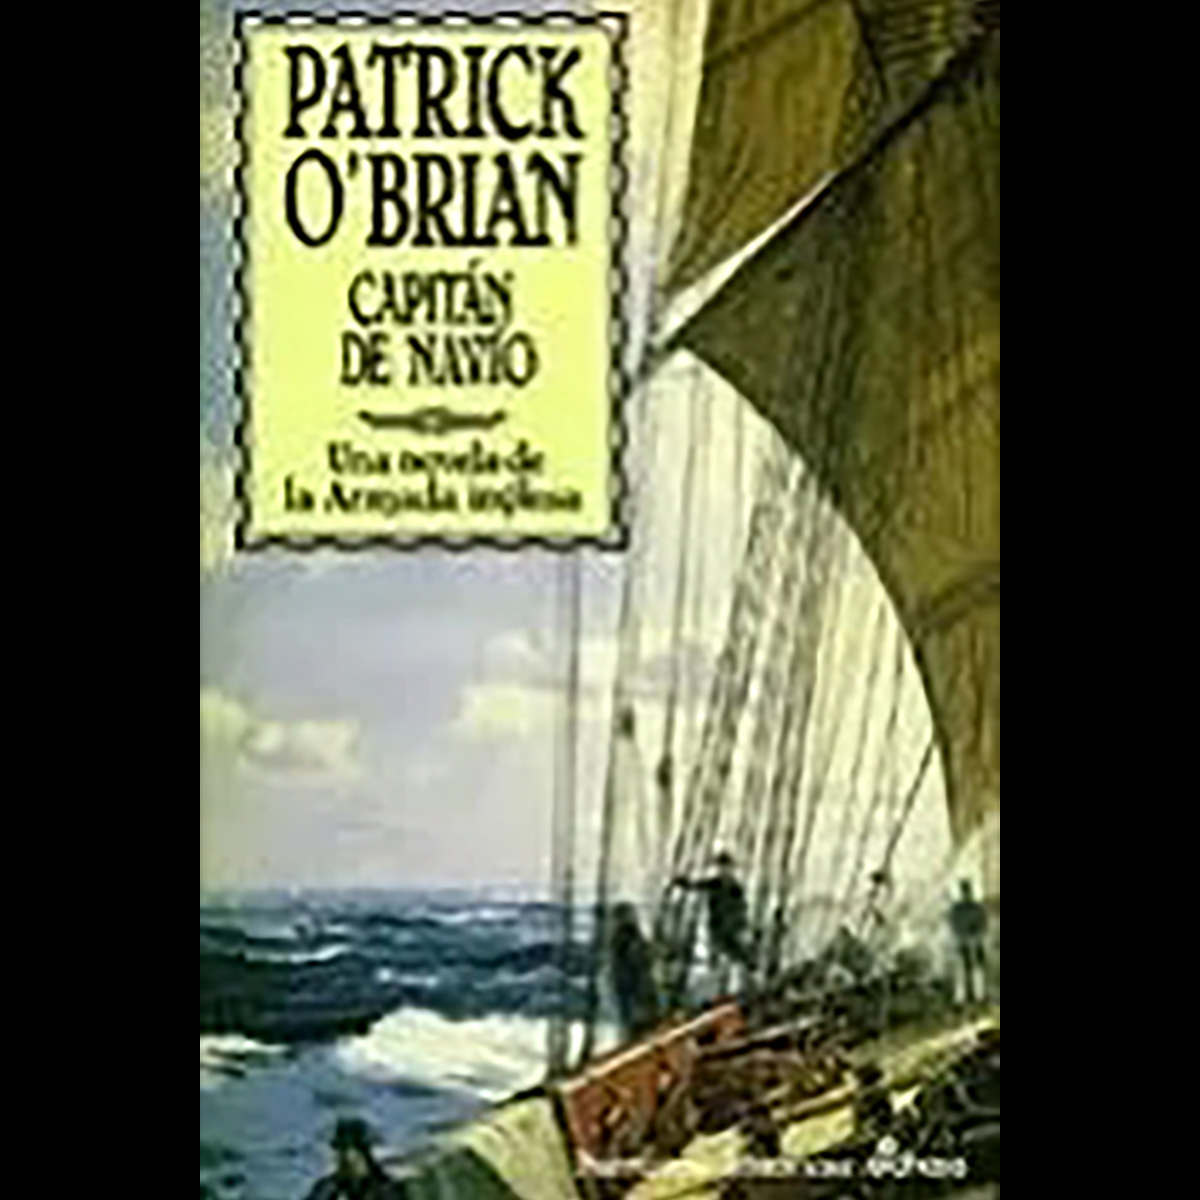 PATRICK
O'BRIAN
CAPITÁN
DE NAVÍO
Una novela de
la Armada inglesa